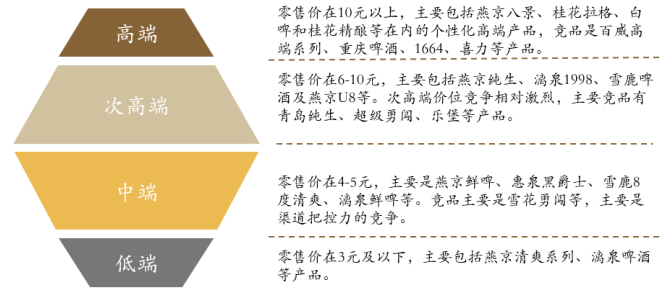 高端
零售价在10元以上，主要包括燕京八景、桂花拉格、白
啤和桂花精酿等在内的个性化高端产品，竞品是百威高
端系列、重庆啤酒、1664、喜力等产品。
次高端
零售价在6-10元，主要包括燕京纯生、漓泉1998、雪鹿啤
酒及燕京U8等。次高端价位竞争相对激烈，主要竞品有
青岛纯生、超级勇闯、乐堡等产品。
中端
零售价在4-5元，主要是燕京鲜啤、惠泉黑爵士、雪鹿8
度清爽、漓泉鲜啤等。竞品主要是雪花勇闯等，主要是
渠道把控力的竞争。
低端
零售价在3元及以下，主要包括燕京清爽系列、漓泉啤酒
等产品。